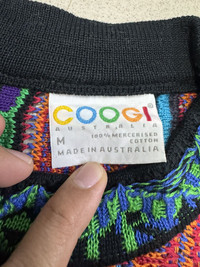 COOGI
AUSTRALIA
M 100% MERCERISED
COTTON
MADE IN AUSTRALIA